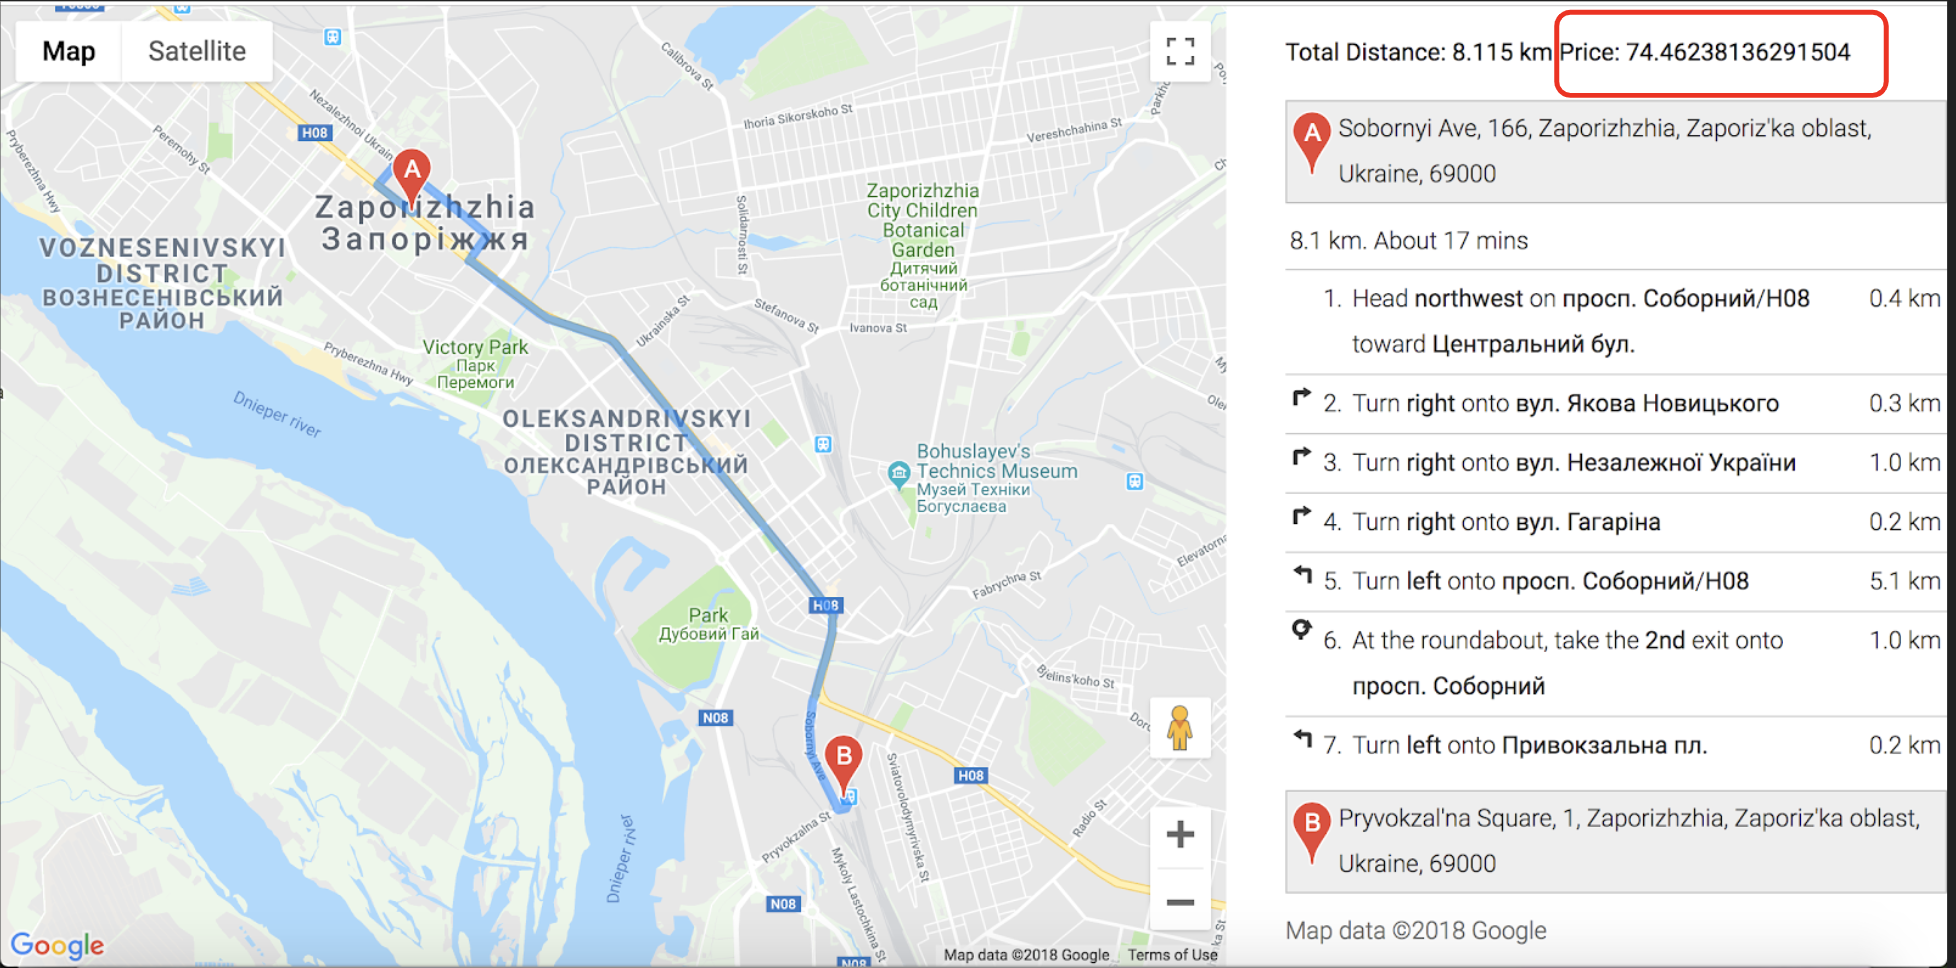 Map
Satellite
Calibrova St
Nezalezhnoi Ukrain
H08
Peremohy St
Pryberezhna Hwy
Ihoria Sikorskoho St
Vereshchahina St
Parkho
A
Zaporizhzhia
Запоріжжя
VOZNESENIVSKYI
DISTRICT
ВОЗНЕСЕНІВСЬКИЙ
РАЙОН
Zaporizhzhia
City Children
Botanical
Garden
Дитячий
ботанічний
сад
Solidarnosti St
Stefanova St
Ivanova St
Ukrainska St
Victory Park
Парк
Перемоги
Pryberezhna Hwy
Dnieper river
OLEKSANDRIVSKYI
DISTRICT
ОЛЕКСАНДРІВСЬКИЙ
РАЙОН
Bohuslayev's
Technics Museum
Музей Техніки
Богуслаєва
Elevatorna
Fabrychna St
H08
Park
Дубовий Гай
Bjelins'koho St
N08
Sobornyi Ave
B
H08
Sviatovolodymyrivska St
Radio St
Pryvokzalna St
Dnieper river
Mykoly Lastochkina St
N08
N08
Google
Map data ©2018 Google
Terms of Use
Total Distance: 8.115 km Price: 74.46238136291504
A Sobornyi Ave, 166, Zaporizhzhia, Zaporiz'ka oblast,
Ukraine, 69000
8.1 km. About 17 mins
1. Head northwest on просп. Соборний/Н08 0.4 km
toward Центральний бул.
2. Turn right onto вул. Якова Новицького 0.3 km
3. Turn right onto вул. Незалежної України 1.0 km
4. Turn right onto вул. Гагаріна 0.2 km
5. Turn left onto просп. Соборний/Н08 5.1 km
6. At the roundabout, take the 2nd exit onto 1.0 km
просп. Соборний
7. Turn left onto Привокзальна пл. 0.2 km
B Pryvokzal'na Square, 1, Zaporizhzhia, Zaporiz'ka oblast,
Ukraine, 69000
Map data ©2018 Google